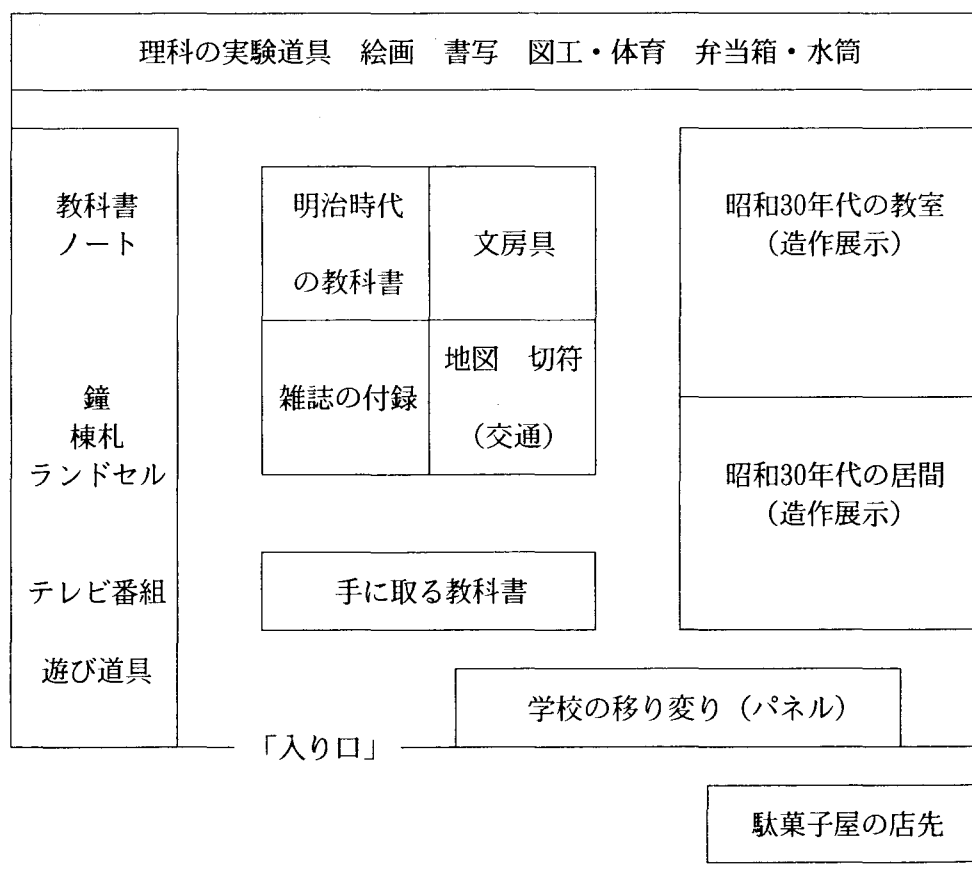 理科の実験道具　絵画　書写　図工・体育　弁当箱・水筒
教科書
ノート
鐘
棟札
ランドセル
テレビ番組
遊び道具
明治時代
の教科書
文房具
雑誌の付録
地図　切符
（交通）
手に取る教科書
昭和30年代の教室
（造作展示）
昭和30年代の居間
（造作展示）
学校の移り変り（パネル）
「入り口」
駄菓子屋の店先